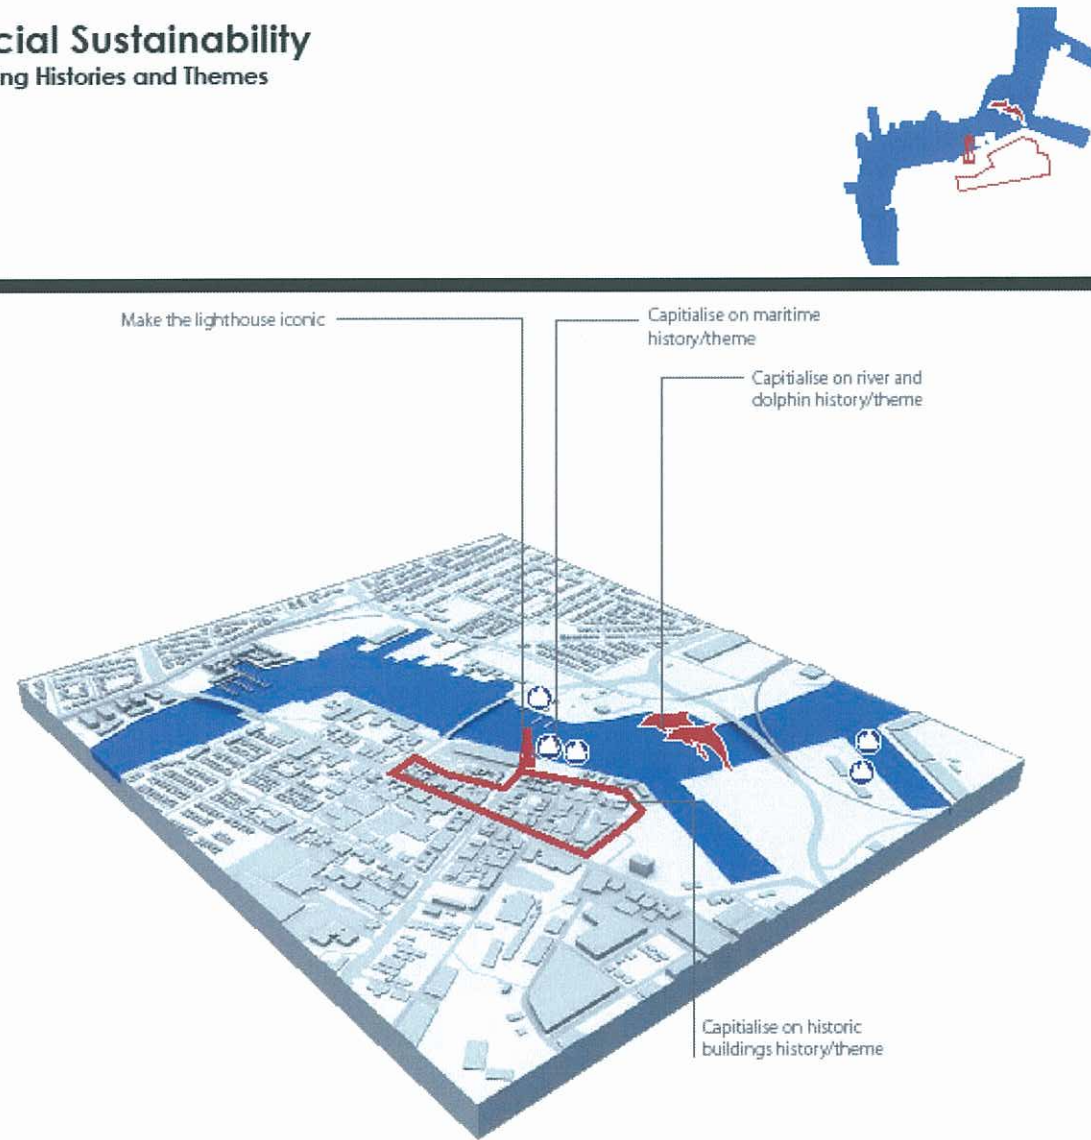 cial Sustainability
ng Histories and Themes
Make the lighthouse iconic
Capitialise on maritime
history/theme
Capitialise on river and
dolphin history/theme
Capitialise on historic
buildings history/theme